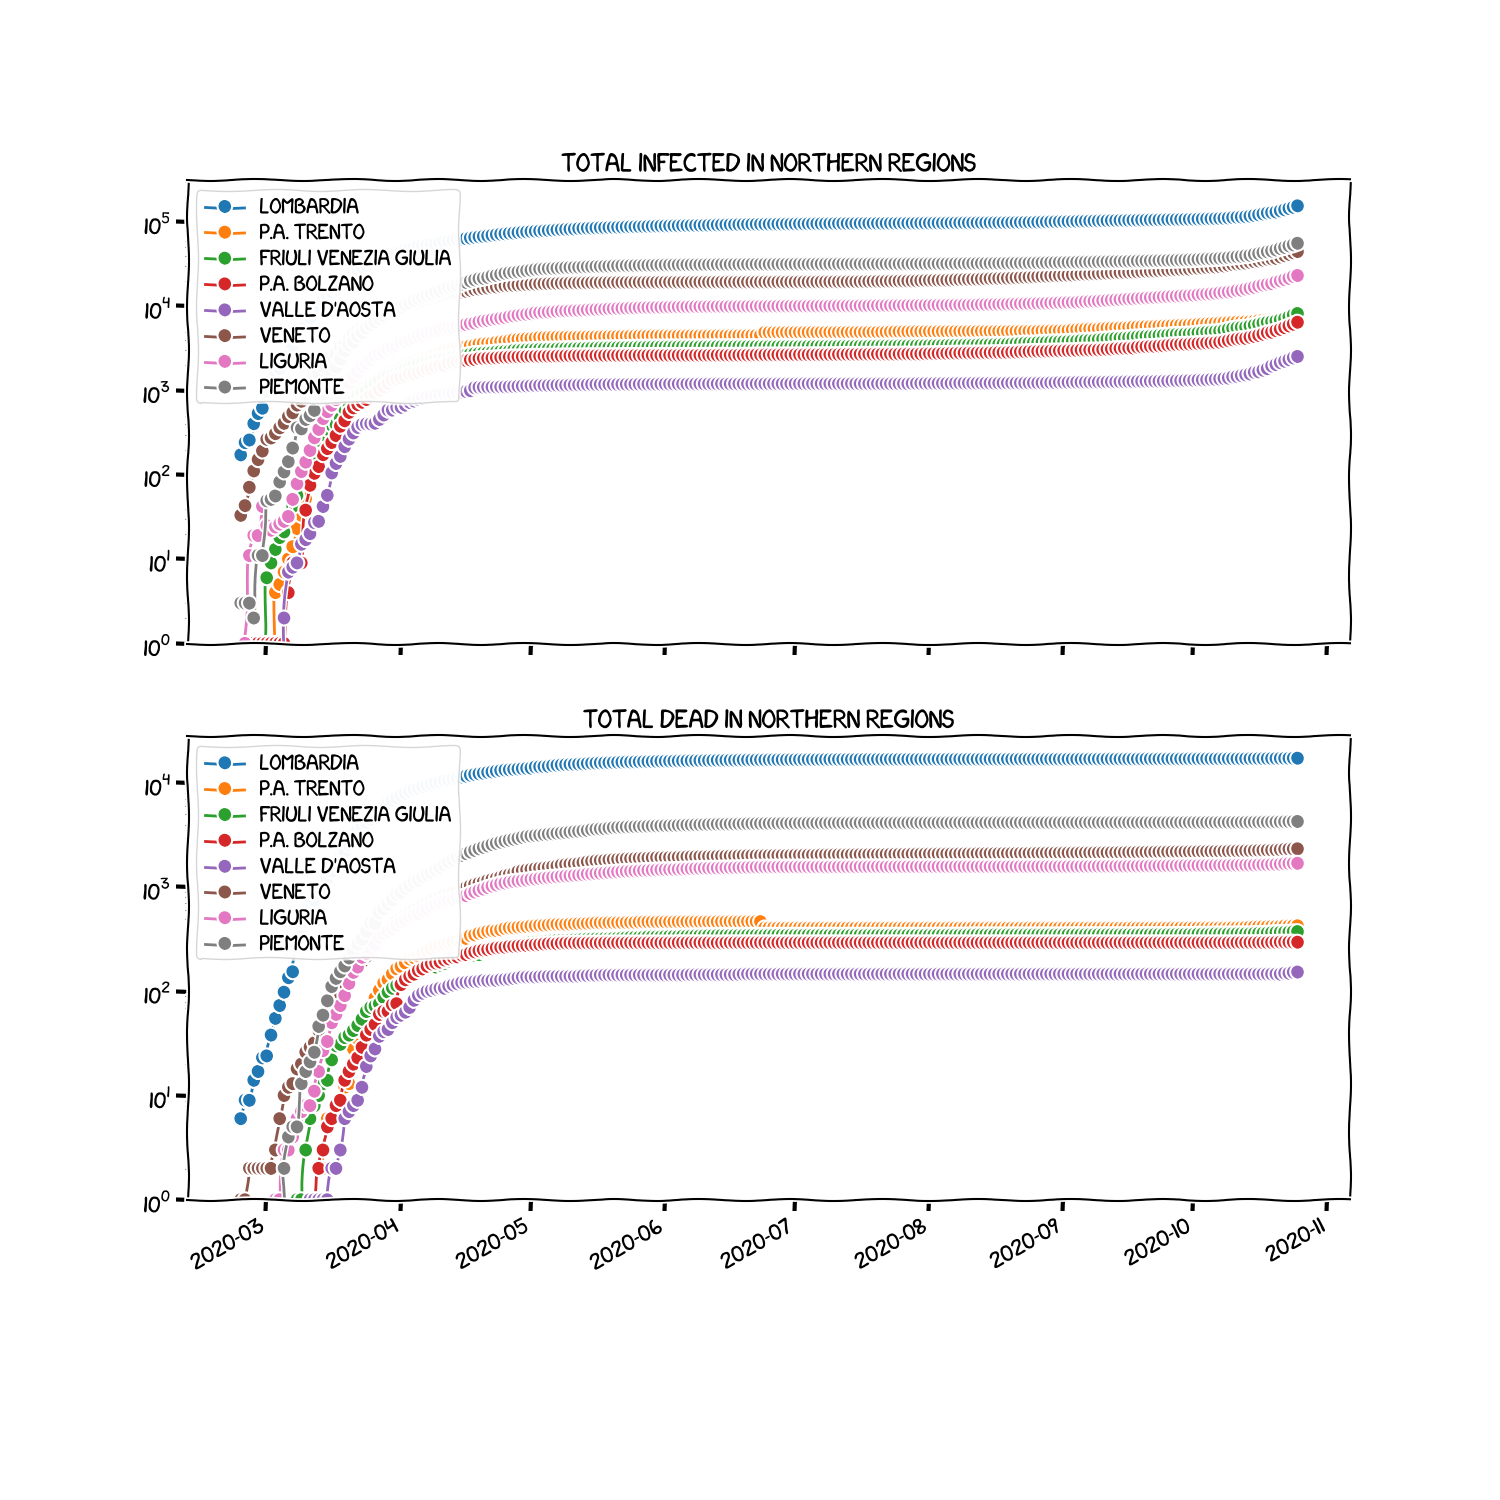 TOTAL INFECTED IN NORTHERN REGIONS
LOMBARDIA
P.A. TRENTO
FRIULI VENEZIA GIULIA
P.A. BOLZANO
VALLE D'AOSTA
VENETO
LIGURIA
PIEMONTE
10⁵
10⁴
10³
10²
10¹
10⁰
TOTAL DEAD IN NORTHERN REGIONS
LOMBARDIA
P.A. TRENTO
FRIULI VENEZIA GIULIA
P.A. BOLZANO
VALLE D'AOSTA
VENETO
LIGURIA
PIEMONTE
10⁴
10³
10²
10¹
10⁰
2020-03 2020-04 2020-05 2020-06 2020-07 2020-08 2020-09 2020-10 2020-11